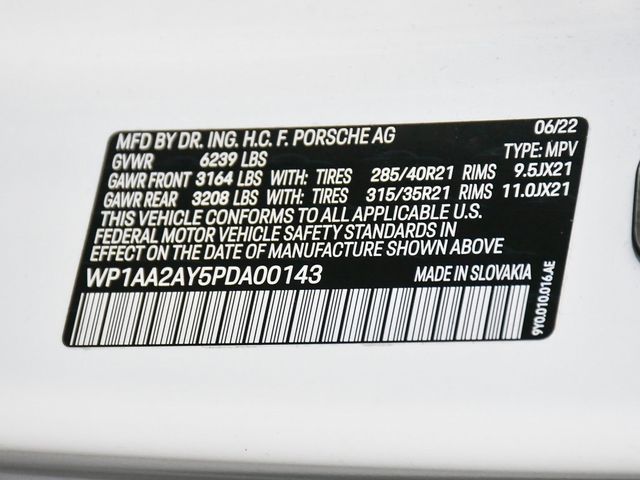 MFD BY DR. ING. H.C. F. PORSCHE AG 06/22
GVWR 6239 LBS TYPE: MPV
GAWR FRONT 3164 LBS WITH: TIRES 285/40R21 RIMS 9.5JX21
GAWR REAR 3208 LBS WITH: TIRES 315/35R21 RIMS 11.0JX21
THIS VEHICLE CONFORMS TO ALL APPLICABLE U.S.
FEDERAL MOTOR VEHICLE SAFETY STANDARDS IN
EFFECT ON THE DATE OF MANUFACTURE SHOWN ABOVE
WP1AA2AY5PDA00143 MADE IN SLOVAKIA
9Y0.010.016.AE